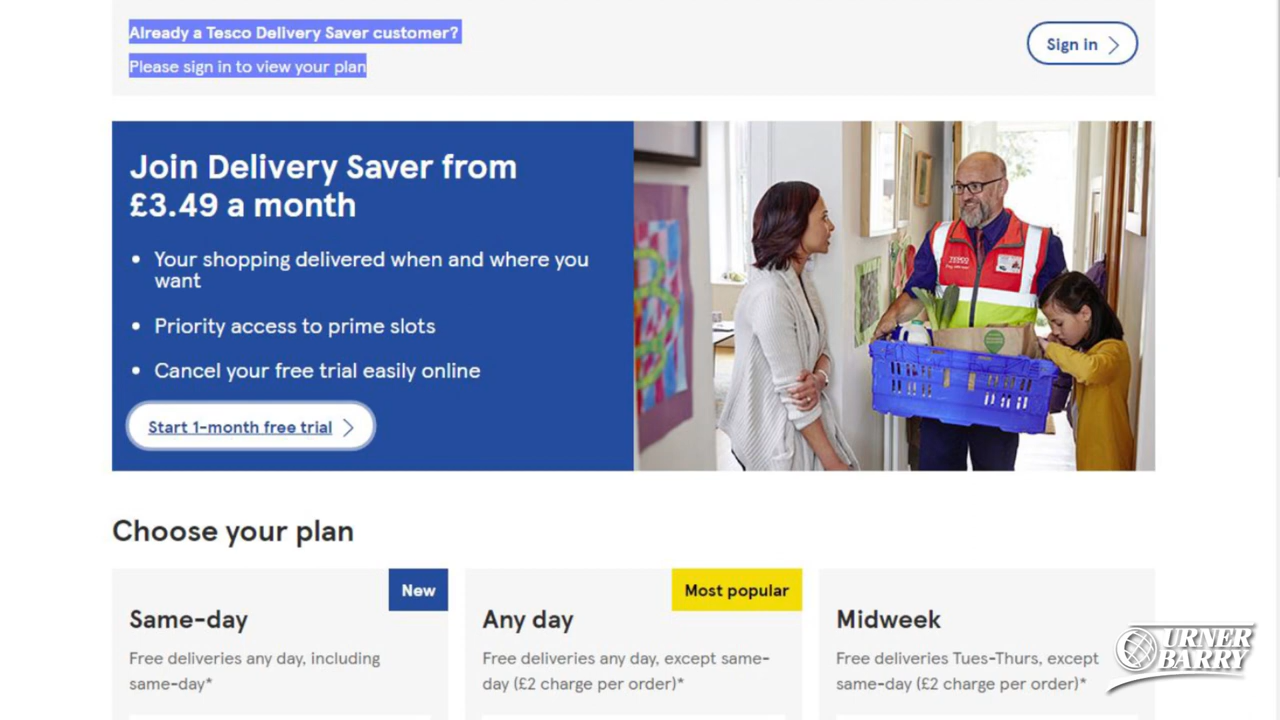 Already a Tesco Delivery Saver customer?
Please sign in to view your plan
Sign in
Join Delivery Saver from
£3.49 a month
• Your shopping delivered when and where you
want
• Priority access to prime slots
• Cancel your free trial easily online
Start 1-month free trial
TESCO
Choose your plan
New
Same-day
Free deliveries any day, including
same-day*
Most popular
Any day
Free deliveries any day, except same-
day (£2 charge per order)*
Midweek
Free deliveries Tues-Thurs, except
same-day (£2 charge per order)*
URNER
BARRY